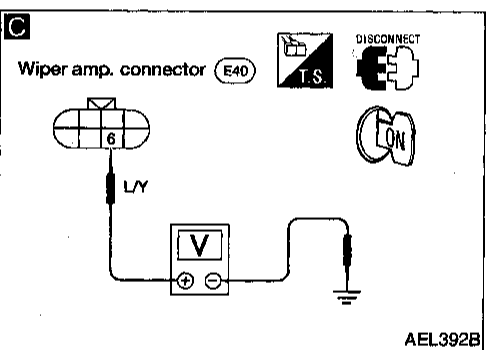 C
DISCONNECT
Wiper amp. connector E40
T.S.
ON
6
L/Y
V
+ −
AEL392B